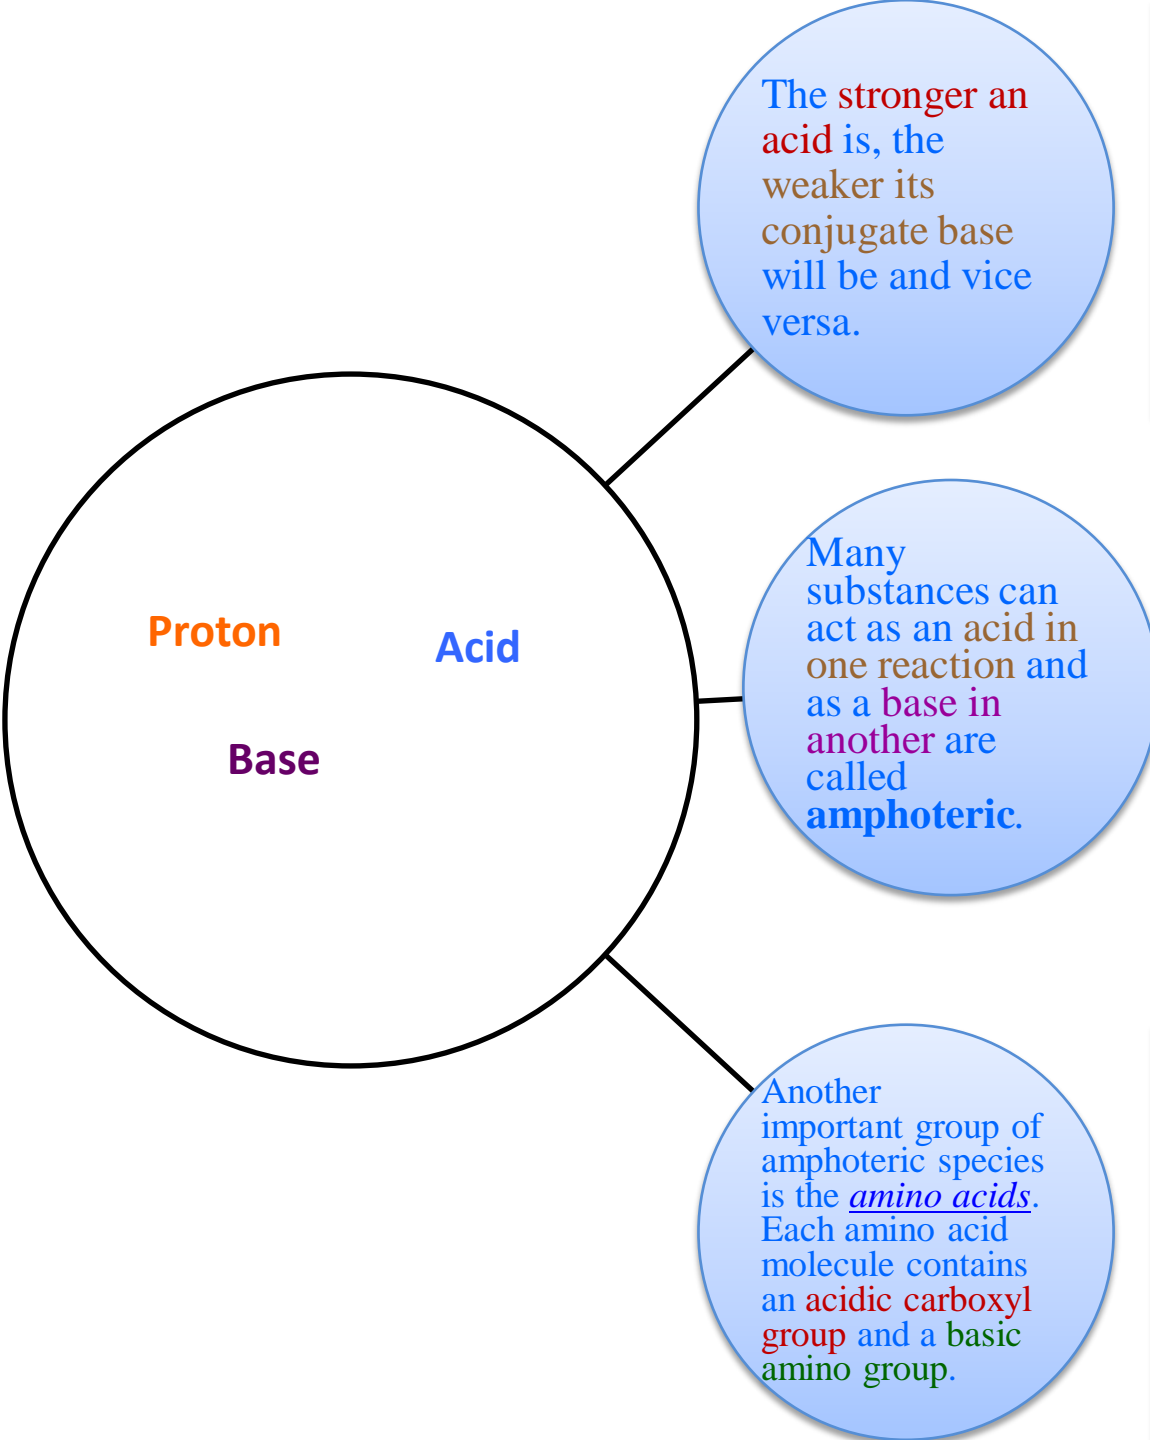 The stronger an
acid is, the
weaker its
conjugate base
will be and vice
versa.
Proton
Acid
Base
Many
substances can
act as an acid in
one reaction and
as a base in
another are
called
amphoteric.
Another
important group of
amphoteric species
is the amino acids.
Each amino acid
molecule contains
an acidic carboxyl
group and a basic
amino group.